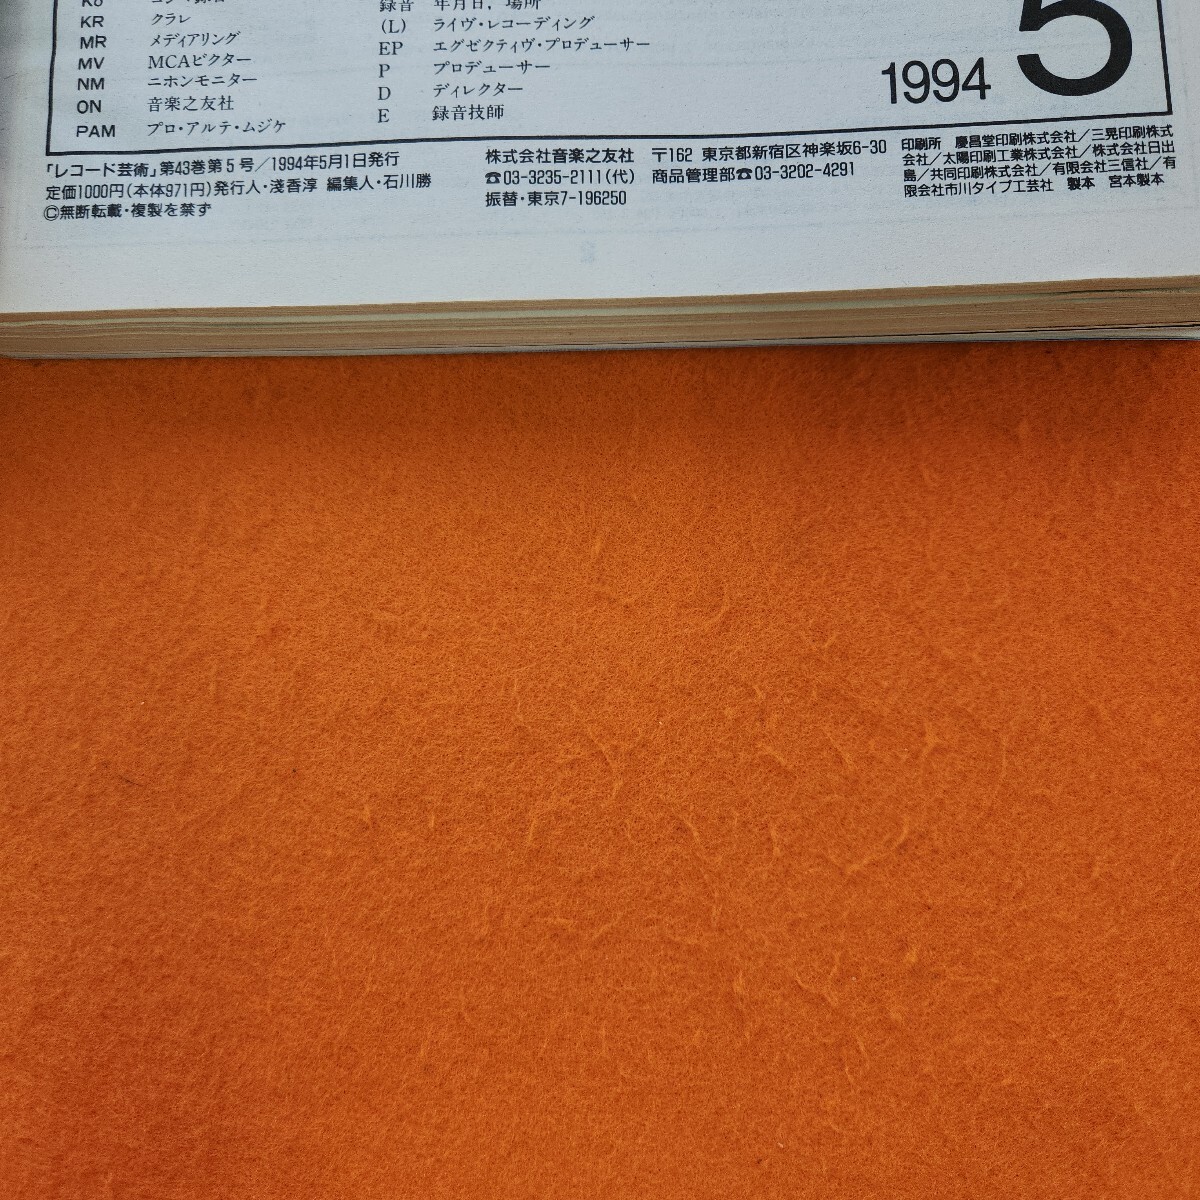 KR クラレ
MR メディアリング
MV MCAビクター
NM ニホンモニター
ON 音楽之友社
PAM プロ・アルテ・ムジケ
録音 年月日，場所
(L) ライヴ・レコーディング
EP エグゼクティヴ・プロデューサー
P プロデューサー
D ディレクター
E 録音技師
1994 5
「レコード芸術」第43巻第5号／1994年5月1日発行
定価1000円(本体971円)発行人・淺香淳 編集人・石川勝
Ⓒ無断転載・複製を禁ず
株式会社音楽之友社 〒162 東京都新宿区神楽坂6-30
☎03-3235-2111(代) 商品管理部☎03-3202-4291
振替・東京7-196250
印刷所 慶昌堂印刷株式会社／三晃印刷株式
会社／太陽印刷工業株式会社／株式会社日出
島／共同印刷株式会社／有限会社三信社／有
限会社市川タイプ工芸社 製本 宮本製本